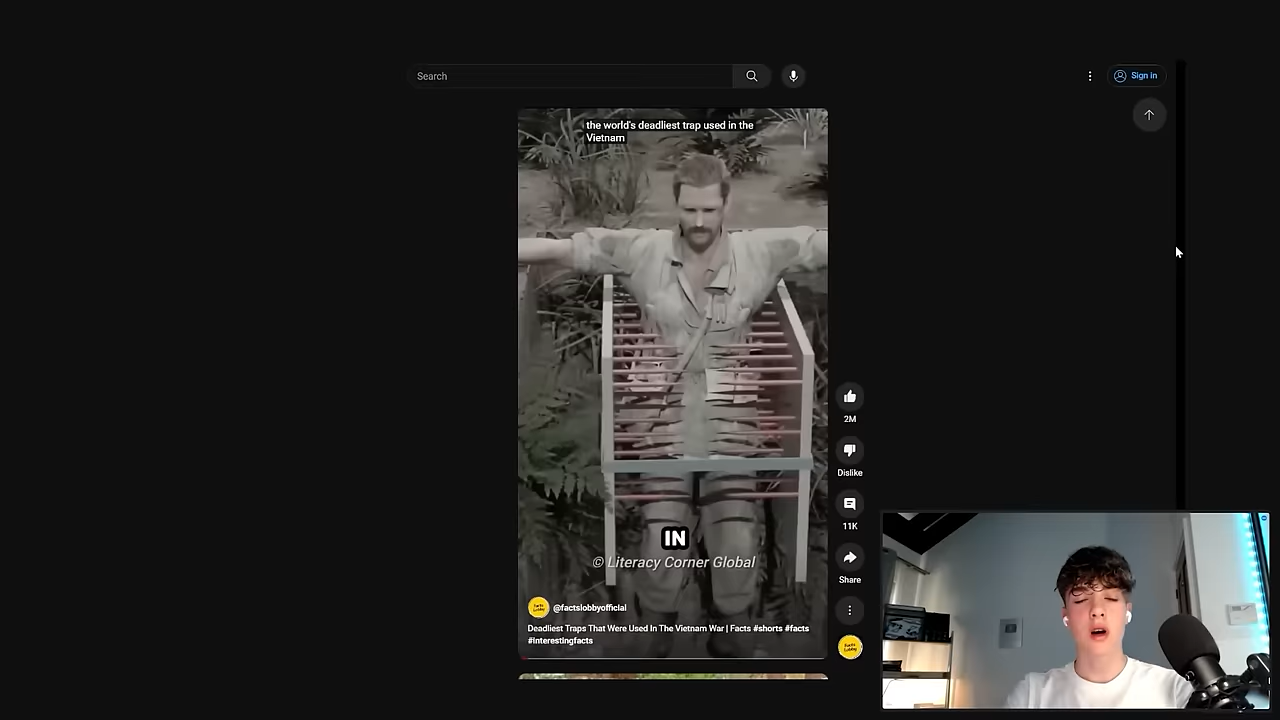 Search
Sign in
the world's deadliest trap used in the
Vietnam
2M
Dislike
11K
IN
© Literacy Corner Global
Share
@factslobbyofficial
Deadliest Traps That Were Used In The Vietnam War | Facts #shorts #facts
#interestingfacts